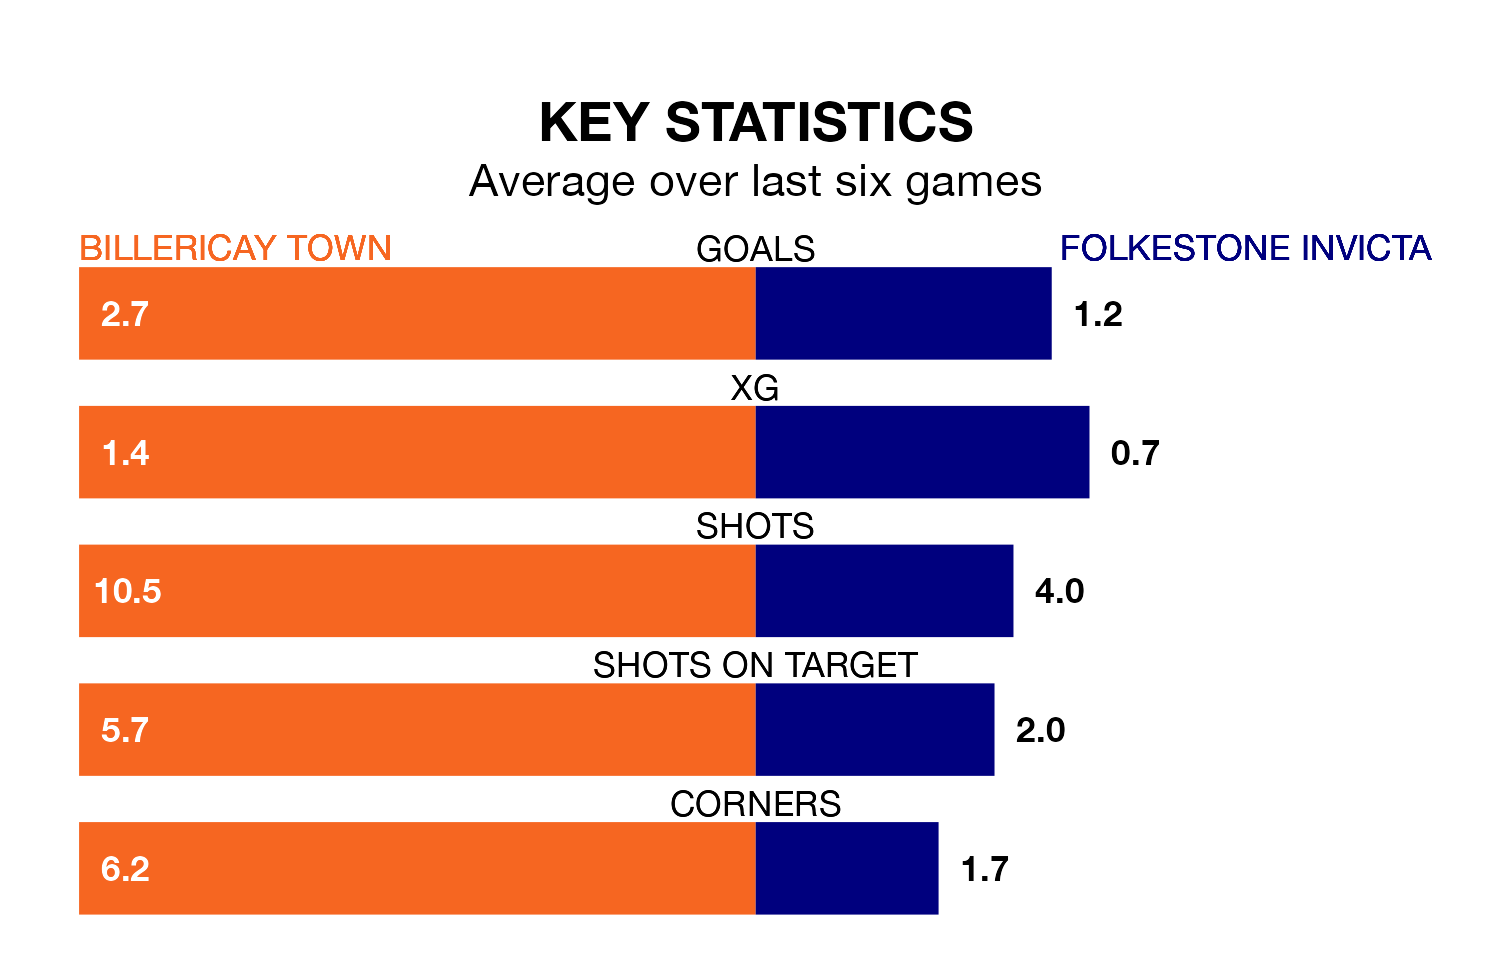 KEY STATISTICS
Average over last six games
BILLERICAY TOWN GOALS FOLKESTONE INVICTA
2.7 1.2
XG
1.4 0.7
SHOTS
10.5 4.0
SHOTS ON TARGET
5.7 2.0
CORNERS
6.2 1.7